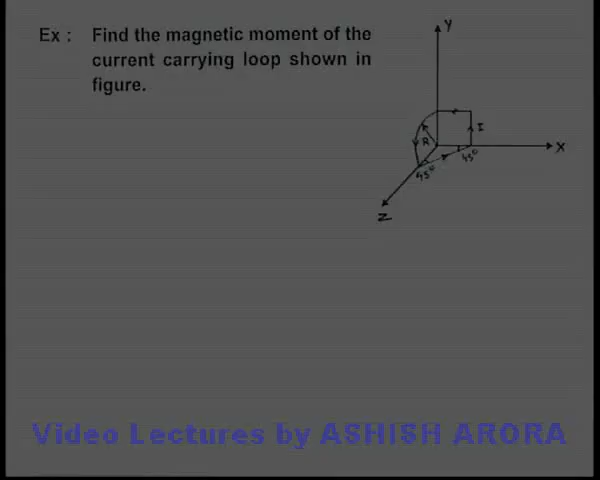 Ex : Find the magnetic moment of the
current carrying loop shown in
figure.
Y
I
R
X
45°
45°
Z
Video Lectures by ASHISH ARORA